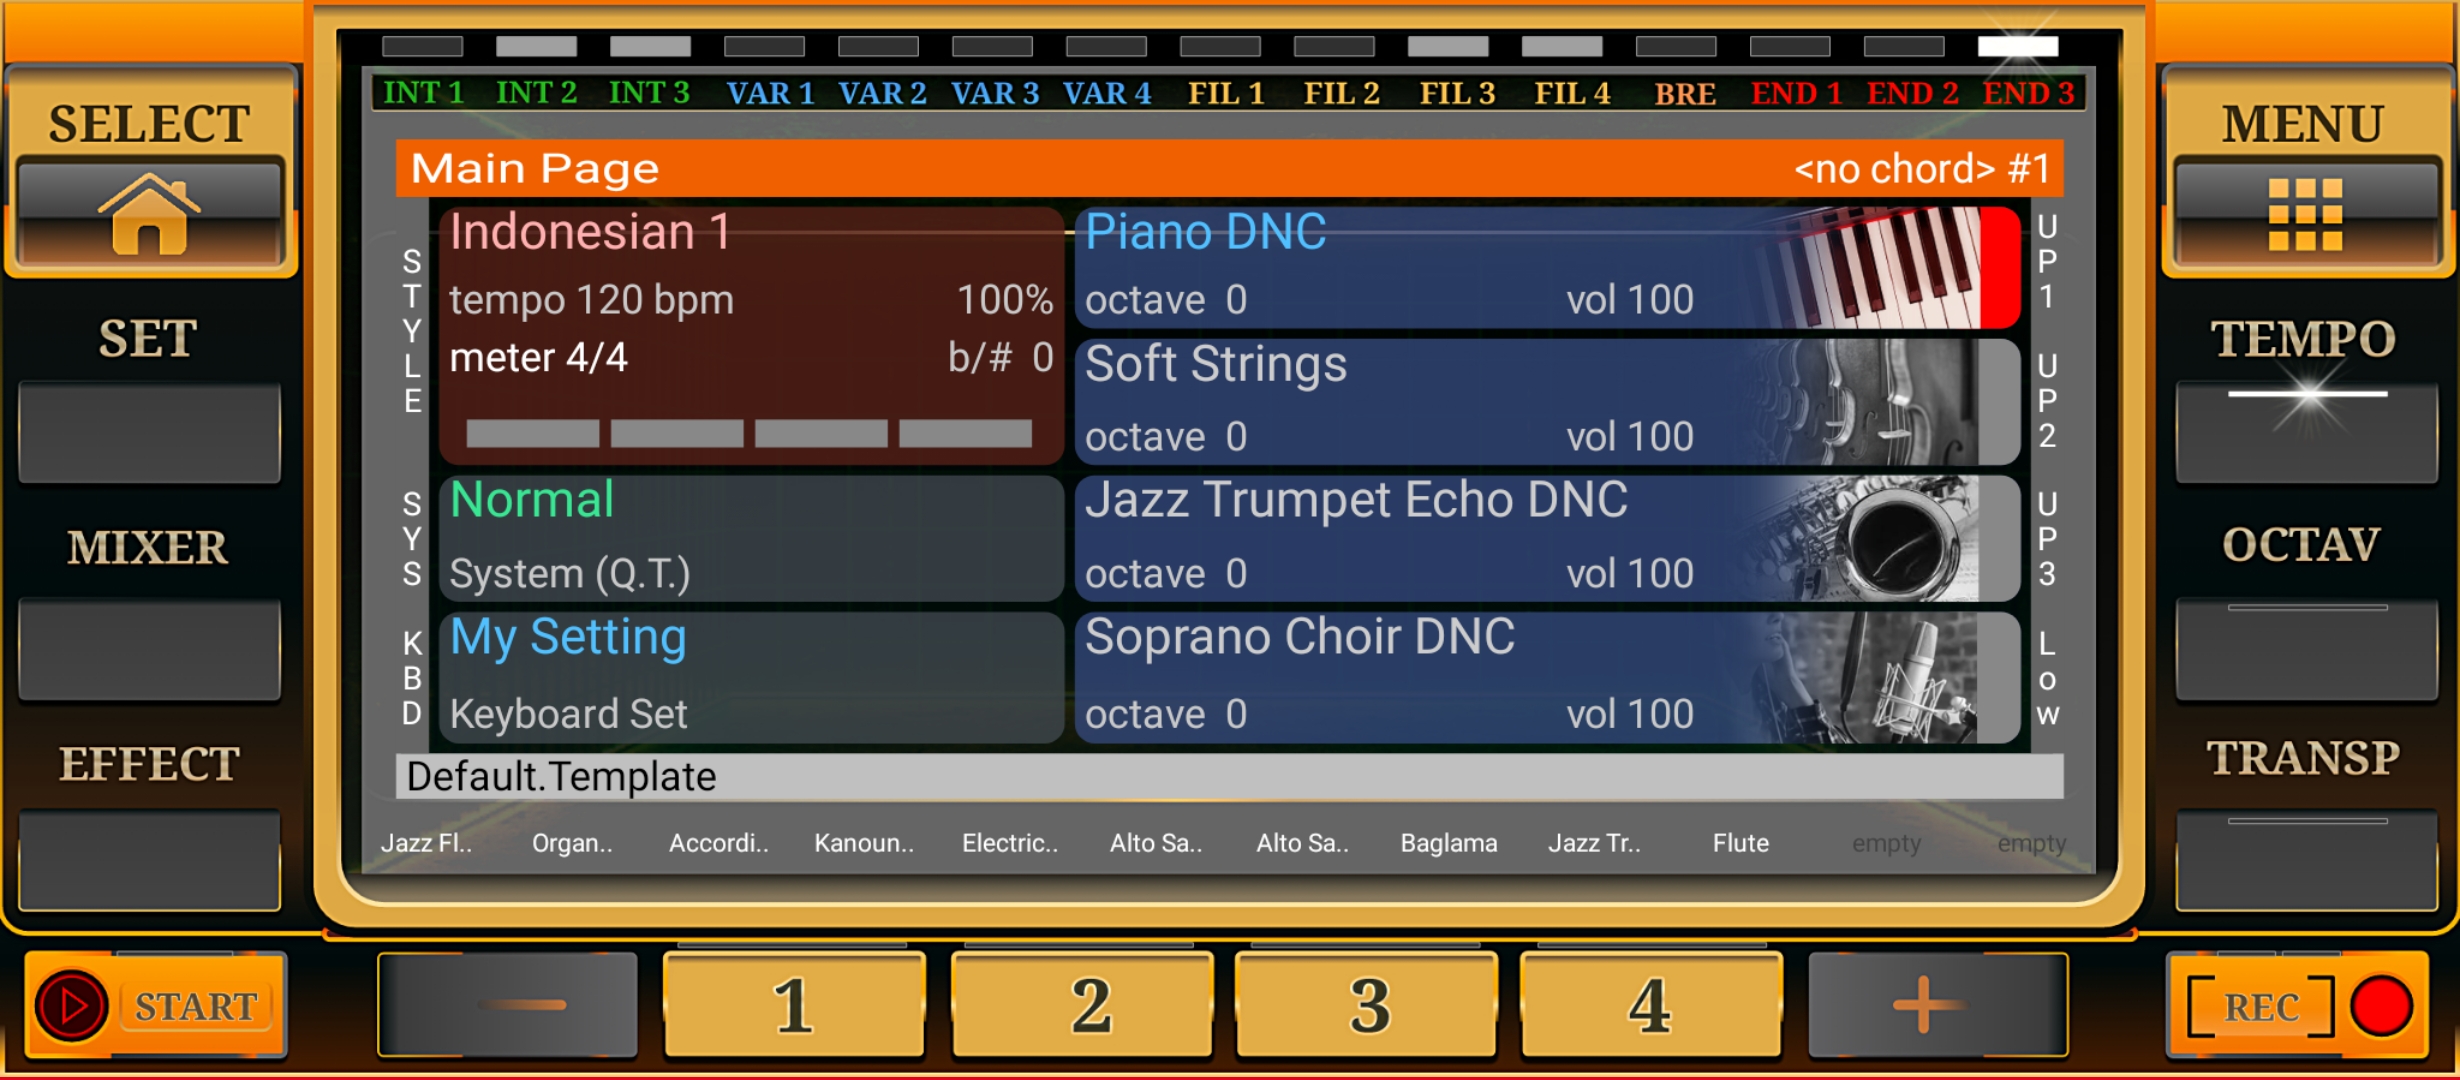 INT 1 INT 2 INT 3 VAR 1 VAR 2 VAR 3 VAR 4 FIL 1 FIL 2 FIL 3 FIL 4 BRE END 1 END 2 END 3
SELECT
SET
MIXER
EFFECT
Main Page <no chord> #1
STYLE
Indonesian 1
tempo 120 bpm 100%
meter 4/4 b/# 0
SYS
Normal
System (Q.T.)
KBD
My Setting
Keyboard Set
Piano DNC
octave 0 vol 100
UP1
Soft Strings
octave 0 vol 100
UP2
Jazz Trumpet Echo DNC
octave 0 vol 100
UP3
Soprano Choir DNC
octave 0 vol 100
Low
Default.Template
Jazz Fl.. Organ.. Accordi.. Kanoun.. Electric.. Alto Sa.. Alto Sa.. Baglama Jazz Tr.. Flute empty empty
MENU
TEMPO
OCTAV
TRANSP
START − 1 2 3 4 + [REC]